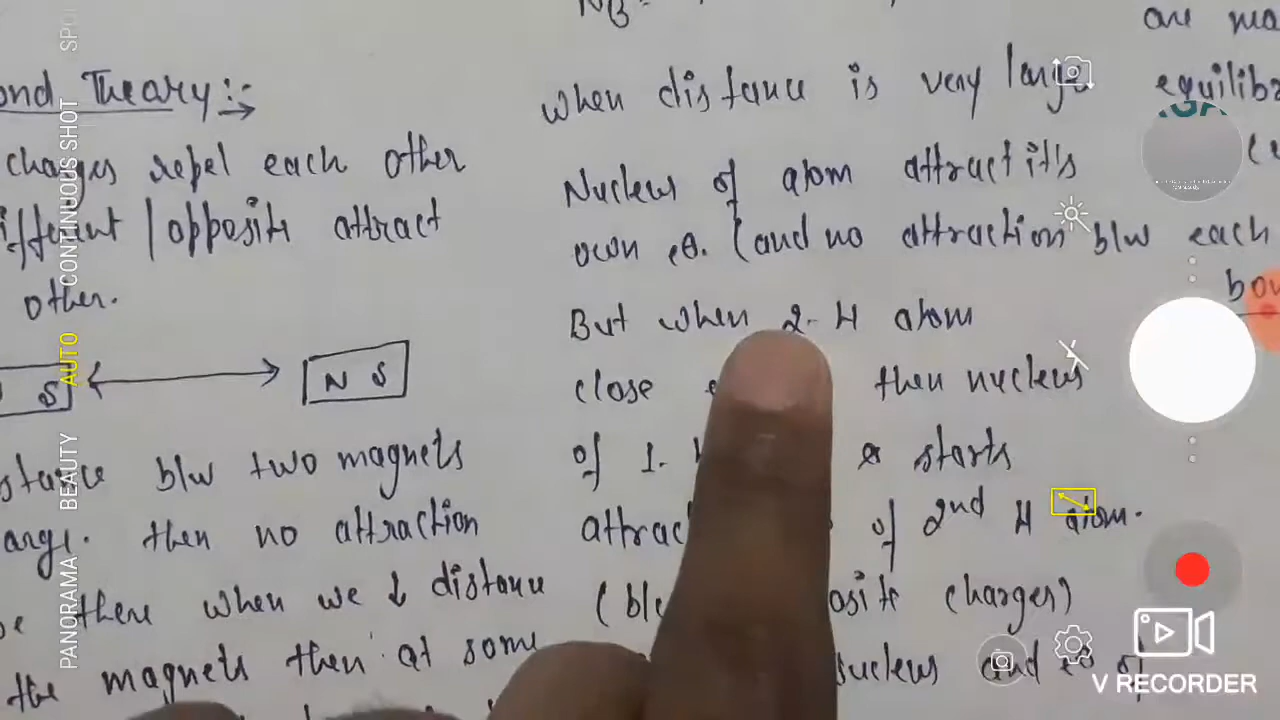 ond Theory:-
charges repel each other
ifferent / opposite attract
other.
S
N S
stance b/w two magnets
arge. then no attraction
there when we ↓ distance
the magnets then at some
NB
When distance is very large
Nucleus of atom attract it's
own e⊖. (and no attraction b/w each
But when 2-H atom
close then nucleus
of 1. starts
attrac of 2nd H atom.
(b/c osite charges)
nucleus and e⊖ of
are ma
equilib
PANORAMA BEAUTY AUTO CONTINUOUS SHOT
V RECORDER